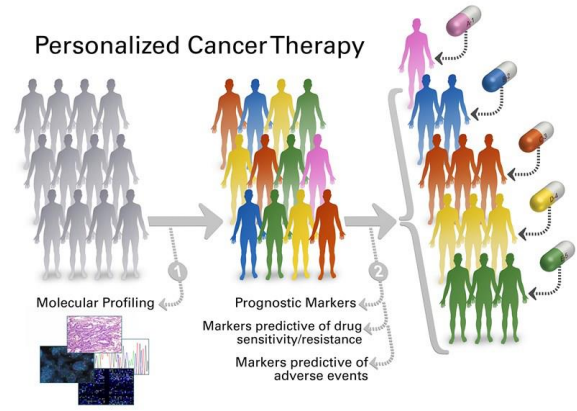 Personalized Cancer Therapy
1
2
Molecular Profiling
Prognostic Markers
Markers predictive of drug
sensitivity/resistance
Markers predictive of
adverse events